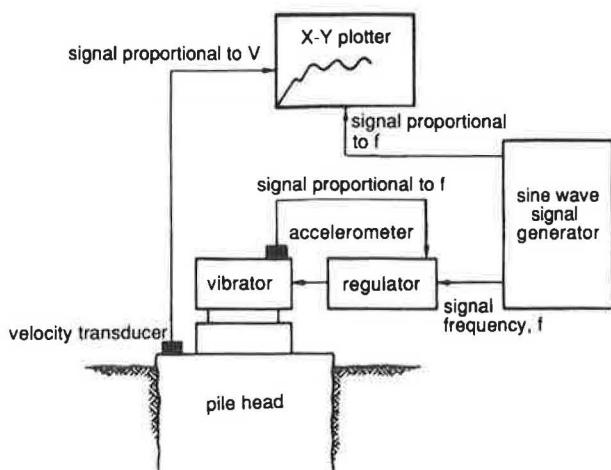 X-Y plotter
signal proportional to V
signal proportional
to f
signal proportional to f
sine wave
signal
generator
accelerometer
vibrator
regulator
signal
frequency, f
velocity transducer
pile head